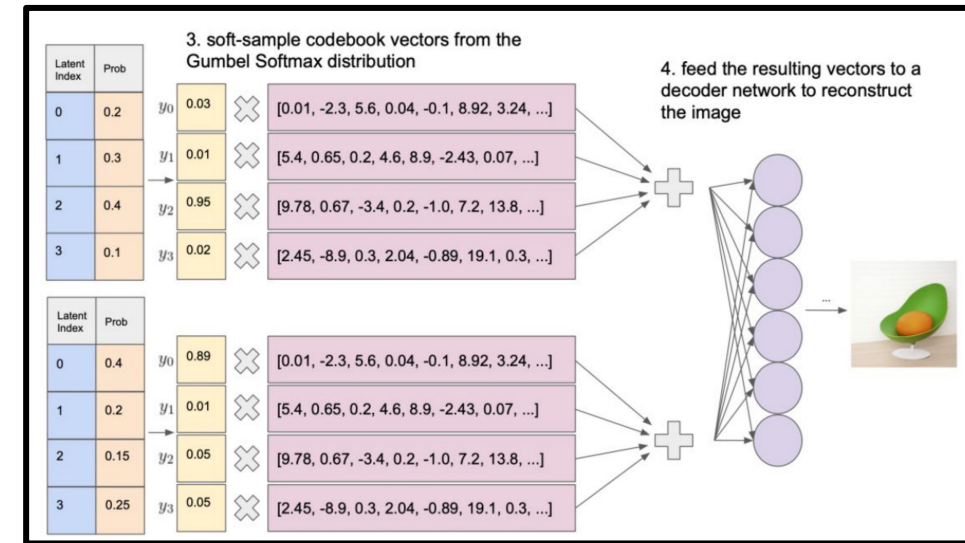 3. soft-sample codebook vectors from the
Gumbel Softmax distribution
4. feed the resulting vectors to a
decoder network to reconstruct
the image
Latent
Index
Prob
0 0.2
1 0.3
2 0.4
3 0.1
y0 0.03 [0.01, -2.3, 5.6, 0.04, -0.1, 8.92, 3.24, ...]
y1 0.01 [5.4, 0.65, 0.2, 4.6, 8.9, -2.43, 0.07, ...]
y2 0.95 [9.78, 0.67, -3.4, 0.2, -1.0, 7.2, 13.8, ...]
y3 0.02 [2.45, -8.9, 0.3, 2.04, -0.89, 19.1, 0.3, ...]
Latent
Index
Prob
0 0.4
1 0.2
2 0.15
3 0.25
y0 0.89 [0.01, -2.3, 5.6, 0.04, -0.1, 8.92, 3.24, ...]
y1 0.01 [5.4, 0.65, 0.2, 4.6, 8.9, -2.43, 0.07, ...]
y2 0.05 [9.78, 0.67, -3.4, 0.2, -1.0, 7.2, 13.8, ...]
y3 0.05 [2.45, -8.9, 0.3, 2.04, -0.89, 19.1, 0.3, ...]
...